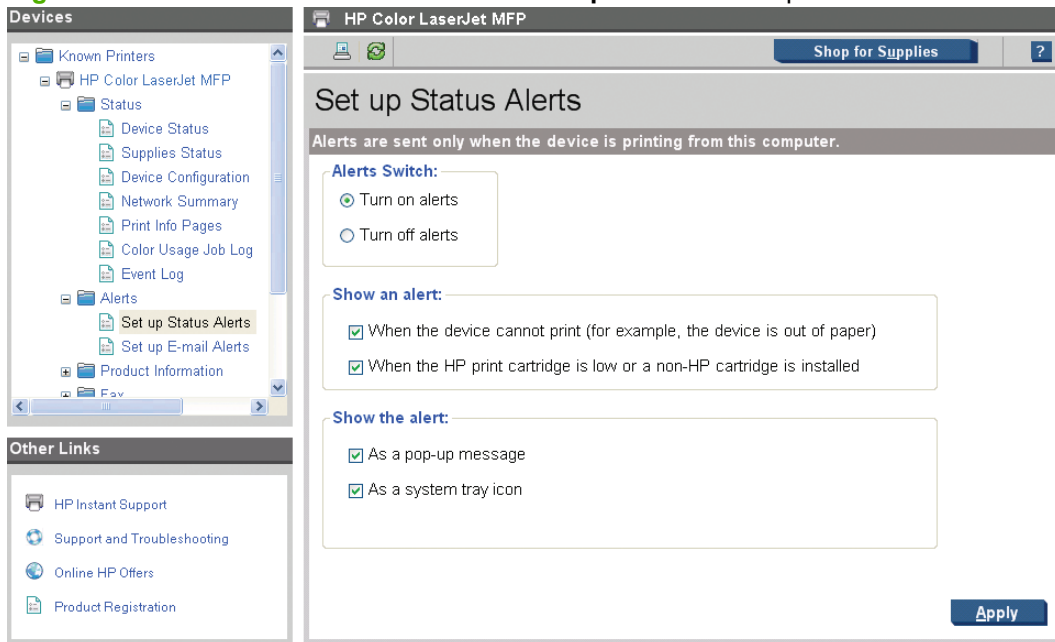 Devices
Known Printers
HP Color LaserJet MFP
Status
Device Status
Supplies Status
Device Configuration
Network Summary
Print Info Pages
Color Usage Job Log
Event Log
Alerts
Set up Status Alerts
Set up E-mail Alerts
Product Information
Fax
Other Links
HP Instant Support
Support and Troubleshooting
Online HP Offers
Product Registration
HP Color LaserJet MFP
Shop for Supplies
?
Set up Status Alerts
Alerts are sent only when the device is printing from this computer.
Alerts Switch:
Turn on alerts
Turn off alerts
Show an alert:
When the device cannot print (for example, the device is out of paper)
When the HP print cartridge is low or a non-HP cartridge is installed
Show the alert:
As a pop-up message
As a system tray icon
Apply